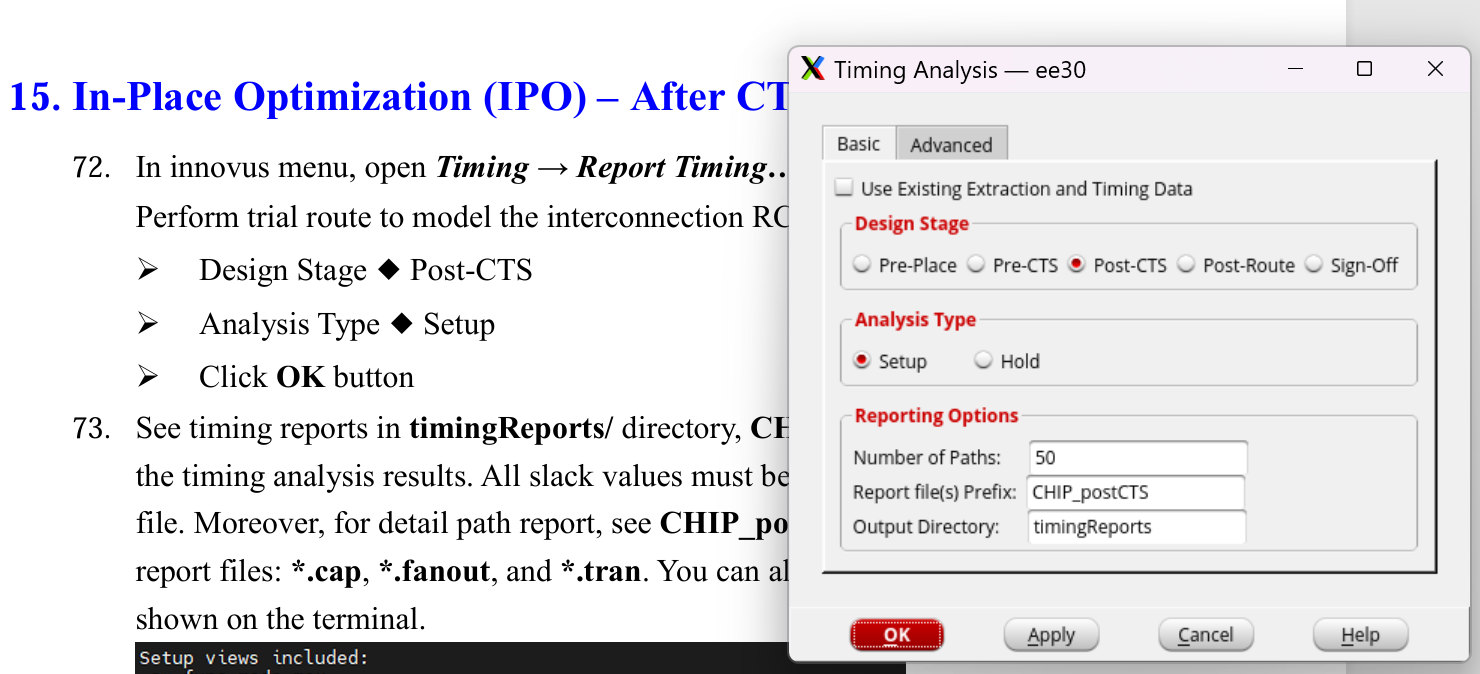 15. In-Place Optimization (IPO) – After CT
72. In innovus menu, open Timing → Report Timing..
Perform trial route to model the interconnection RC
➢ Design Stage ◆ Post-CTS
➢ Analysis Type ◆ Setup
➢ Click OK button
73. See timing reports in timingReports/ directory, CH
the timing analysis results. All slack values must be
file. Moreover, for detail path report, see CHIP_po
report files: *.cap, *.fanout, and *.tran. You can al
shown on the terminal.
Setup views included:
Timing Analysis — ee30
Basic Advanced
Use Existing Extraction and Timing Data
Design Stage
Pre-Place Pre-CTS Post-CTS Post-Route Sign-Off
Analysis Type
Setup Hold
Reporting Options
Number of Paths: 50
Report file(s) Prefix: CHIP_postCTS
Output Directory: timingReports
OK Apply Cancel Help